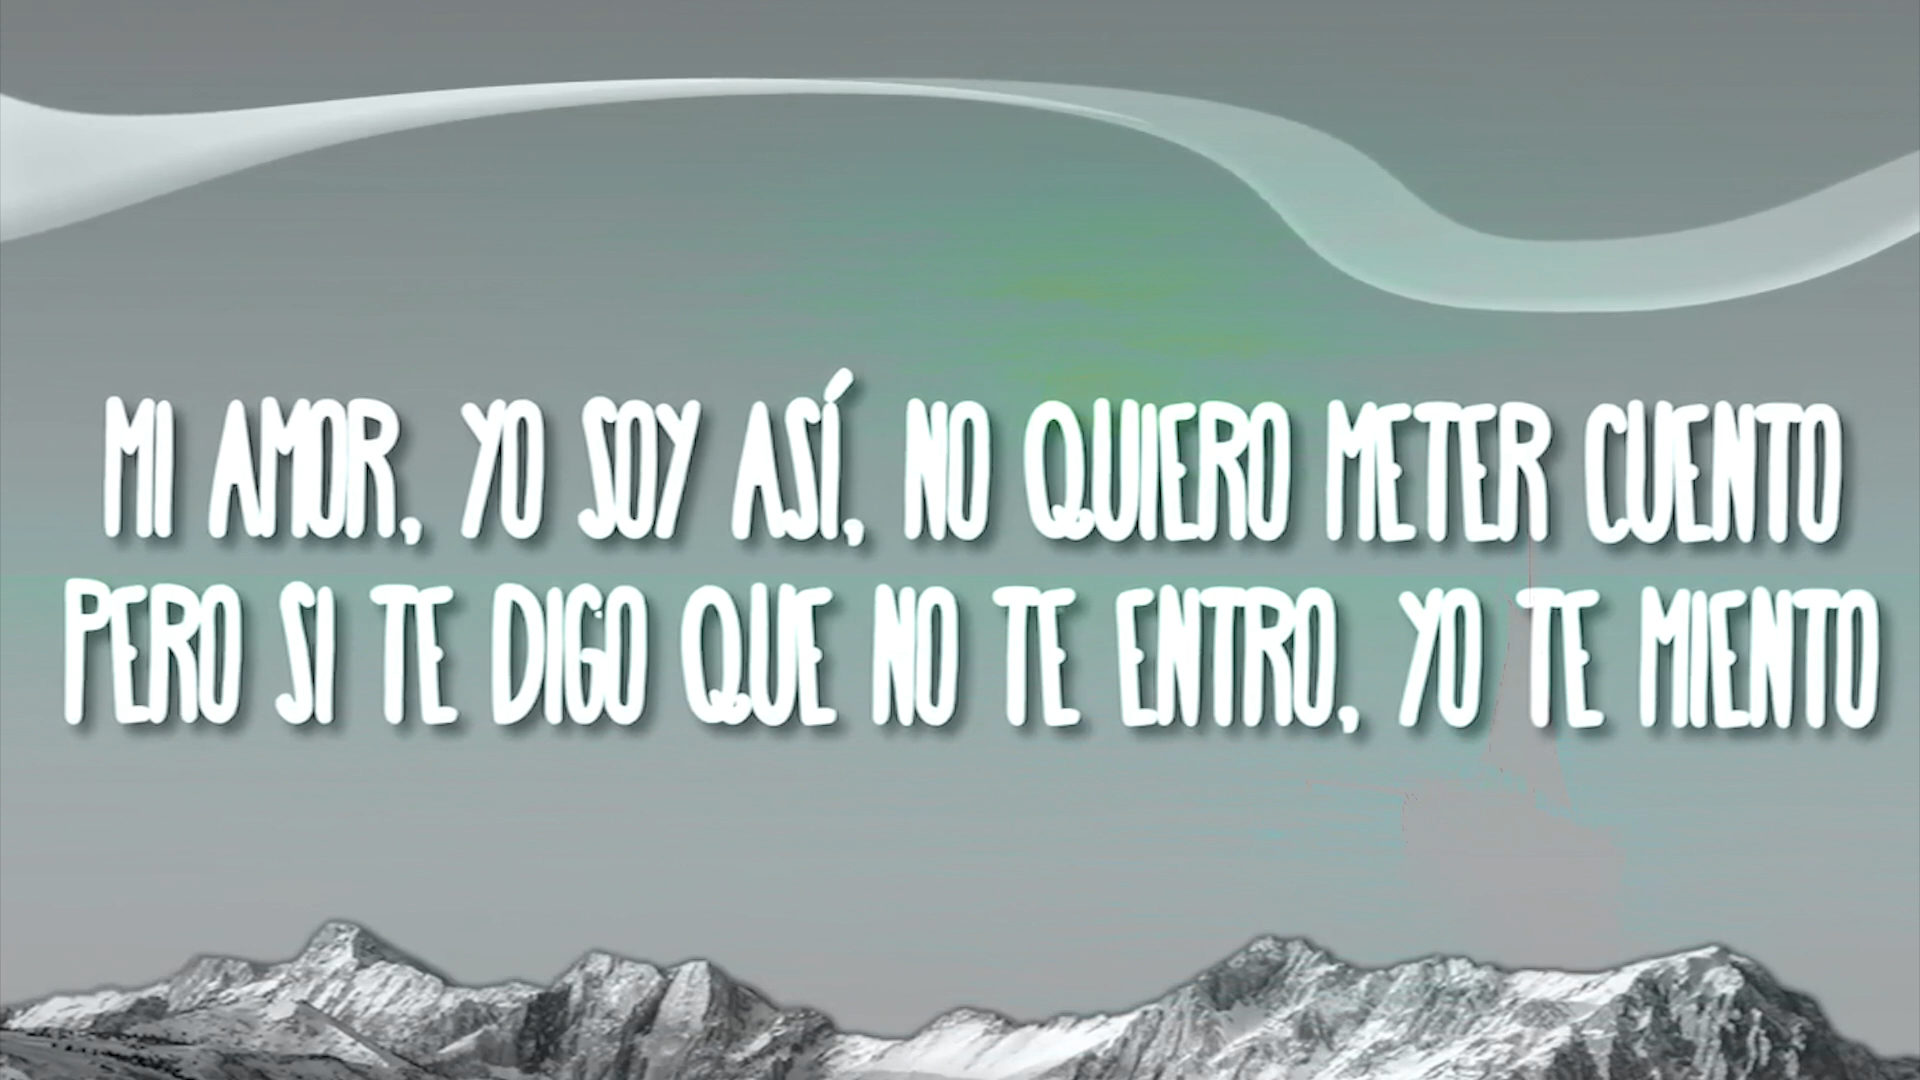 MI AMOR, YO SOY ASÍ, NO QUIERO METER CUENTO
PERO SI TE DIGO QUE NO TE ENTRO, YO TE MIENTO